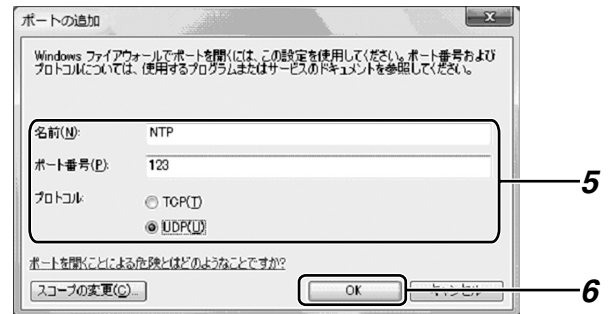 ポートの追加
Windows ファイアウォールでポートを開くには、この設定を使用してください。ポート番号および
プロトコルについては、使用するプログラムまたはサービスのドキュメントを参照してください。
名前(N): NTP
ポート番号(P): 123
プロトコル: TCP(T)
UDP(U)
5
ポートを開くことによる危険とはどのようなことですか?
スコープの変更(C)... OK キャンセル
6